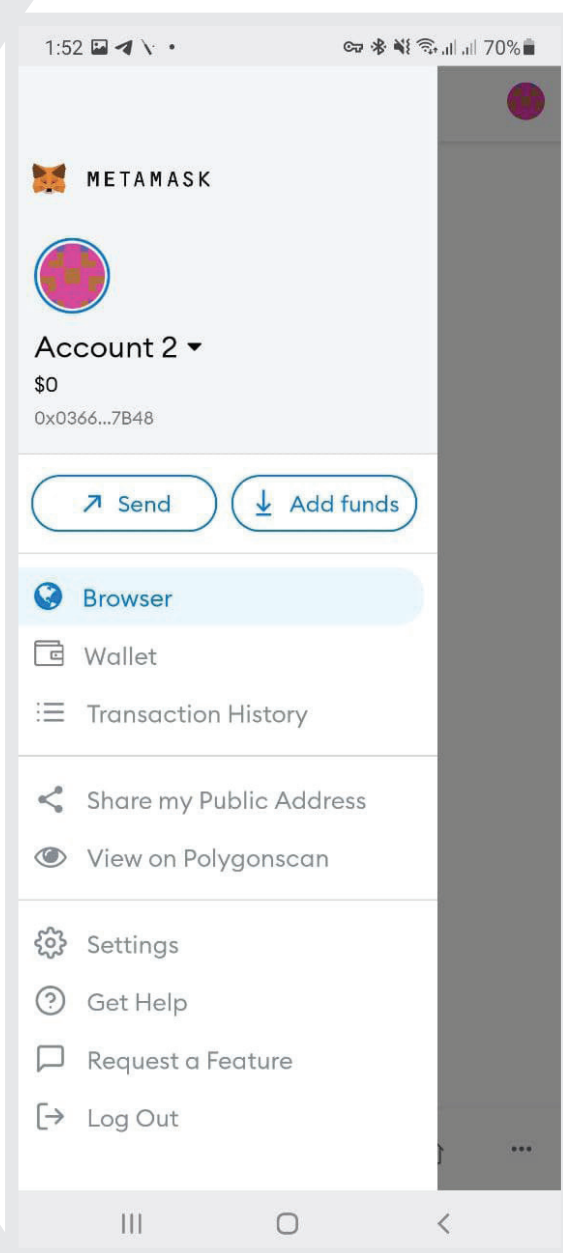 1:52 70%
METAMASK
Account 2
$0
0x0366...7B48
Send Add funds
Browser
Wallet
Transaction History
Share my Public Address
View on Polygonscan
Settings
Get Help
Request a Feature
Log Out